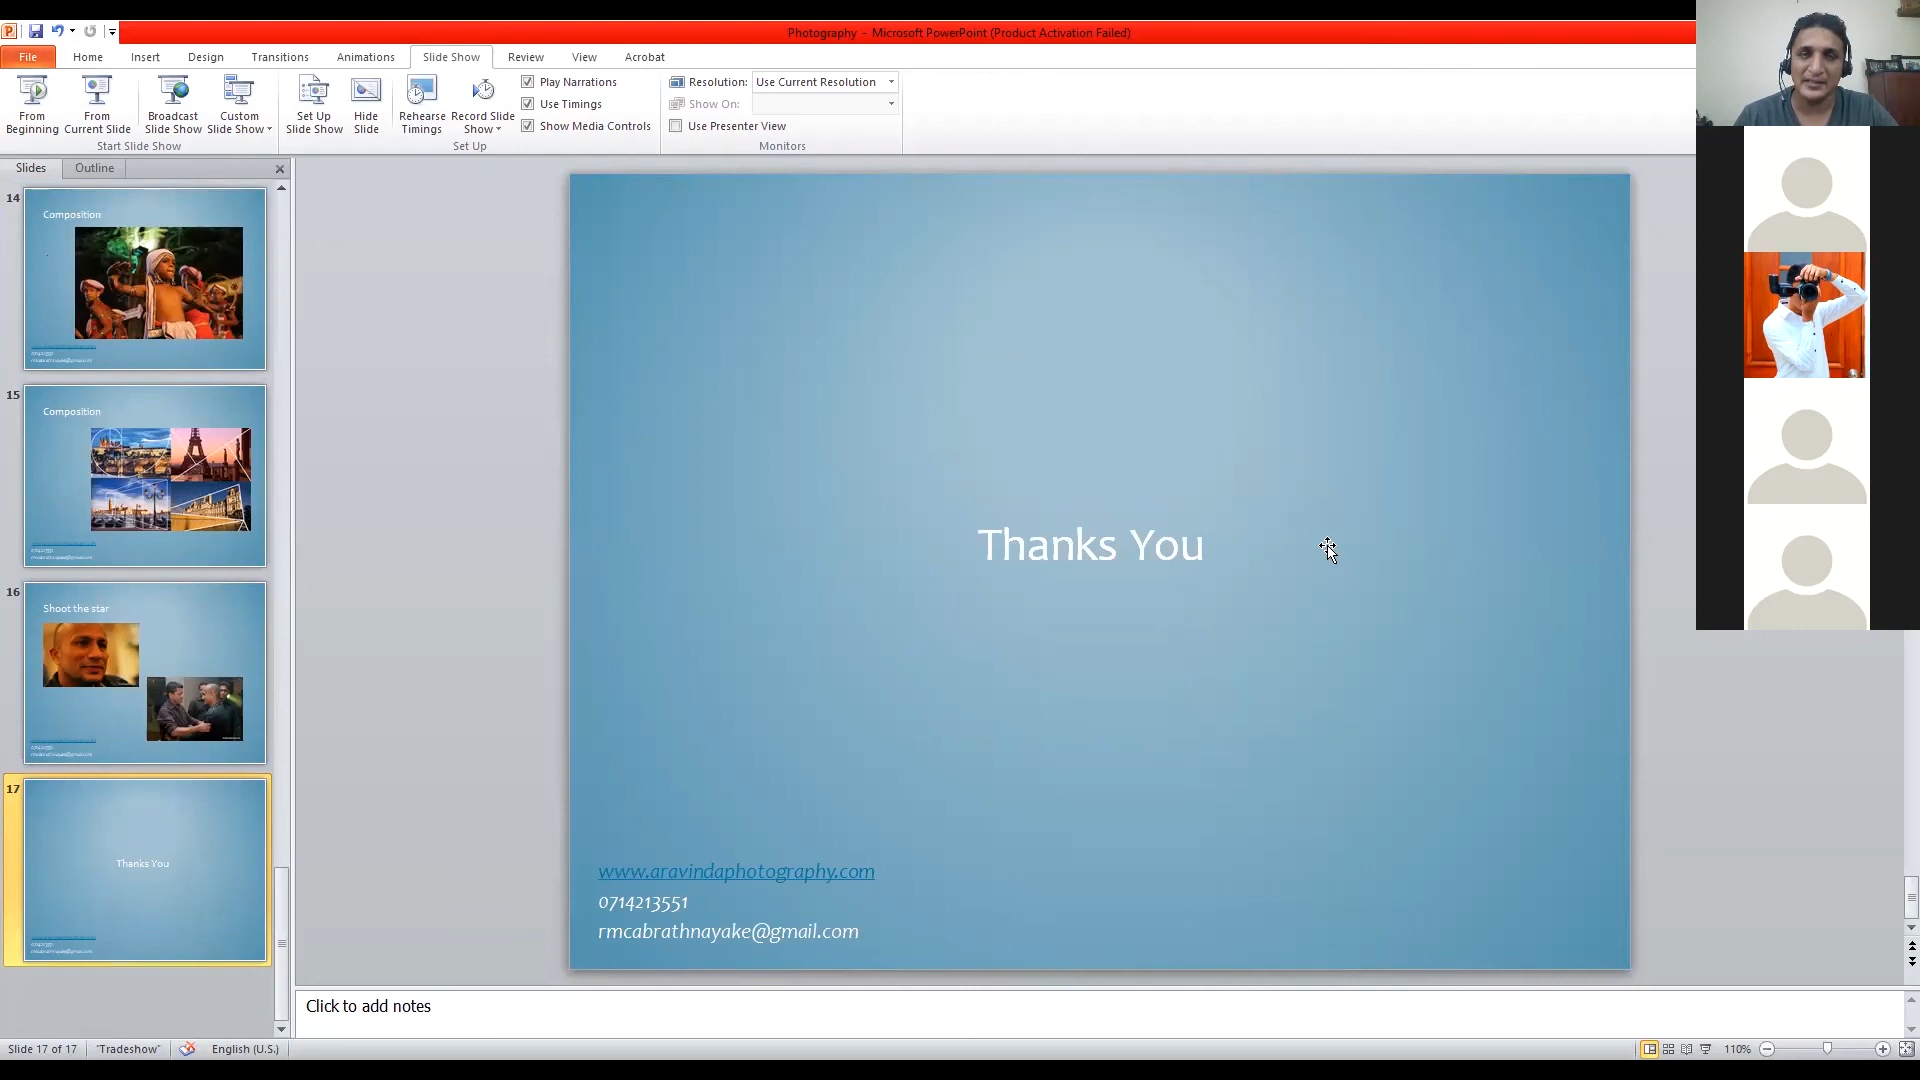 Photography - Microsoft PowerPoint (Product Activation Failed)
File Home Insert Design Transitions Animations Slide Show Review View Acrobat
From Beginning
From Current Slide
Broadcast Slide Show
Custom Slide Show
Start Slide Show
Set Up Slide Show
Hide Slide
Rehearse Timings
Record Slide Show
Play Narrations
Use Timings
Show Media Controls
Set Up
Resolution: Use Current Resolution
Show On:
Use Presenter View
Monitors
Slides Outline
14
Composition
15
Composition
16
Shoot the star
17
Thanks You
Thanks You
www.aravindaphotography.com
0714213551
rmcabrathnayake@gmail.com
Click to add notes
Slide 17 of 17 "Tradeshow" English (U.S.) 110%